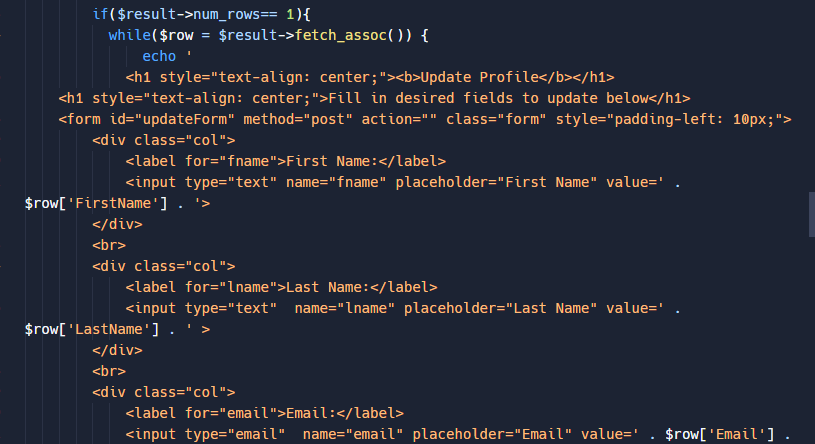 if($result->num_rows== 1){
while($row = $result->fetch_assoc()) {
echo '
<h1 style="text-align: center;"><b>Update Profile</b></h1>
<h1 style="text-align: center;">Fill in desired fields to update below</h1>
<form id="updateForm" method="post" action="" class="form" style="padding-left: 10px;">
<div class="col">
<label for="fname">First Name:</label>
<input type="text" name="fname" placeholder="First Name" value=' .
$row['FirstName'] . '>
</div>
<br>
<div class="col">
<label for="lname">Last Name:</label>
<input type="text"  name="lname" placeholder="Last Name" value=' .
$row['LastName'] . ' >
</div>
<br>
<div class="col">
<label for="email">Email:</label>
<input type="email"  name="email" placeholder="Email" value=' . $row['Email'] .